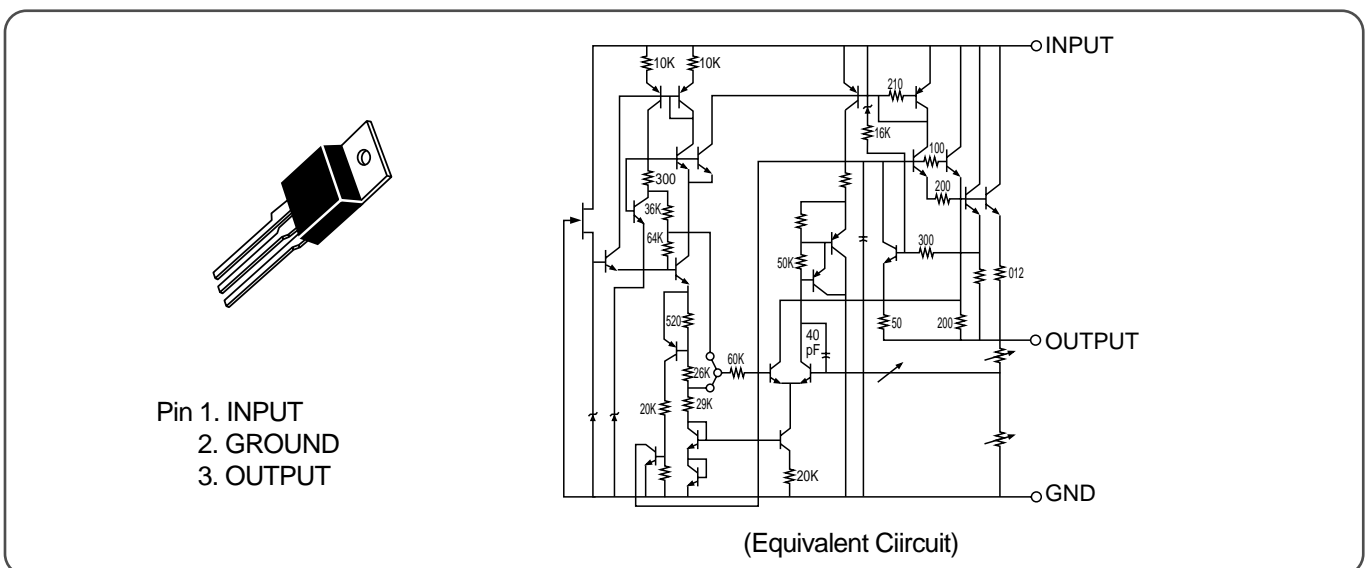 Pin 1. INPUT
2. GROUND
3. OUTPUT
INPUT
10K
10K
210
16K
100
300
200
36K
64K
300
50K
012
520
50
200
OUTPUT
40
pF
60K
26K
20K
29K
20K
GND
(Equivalent Ciircuit)